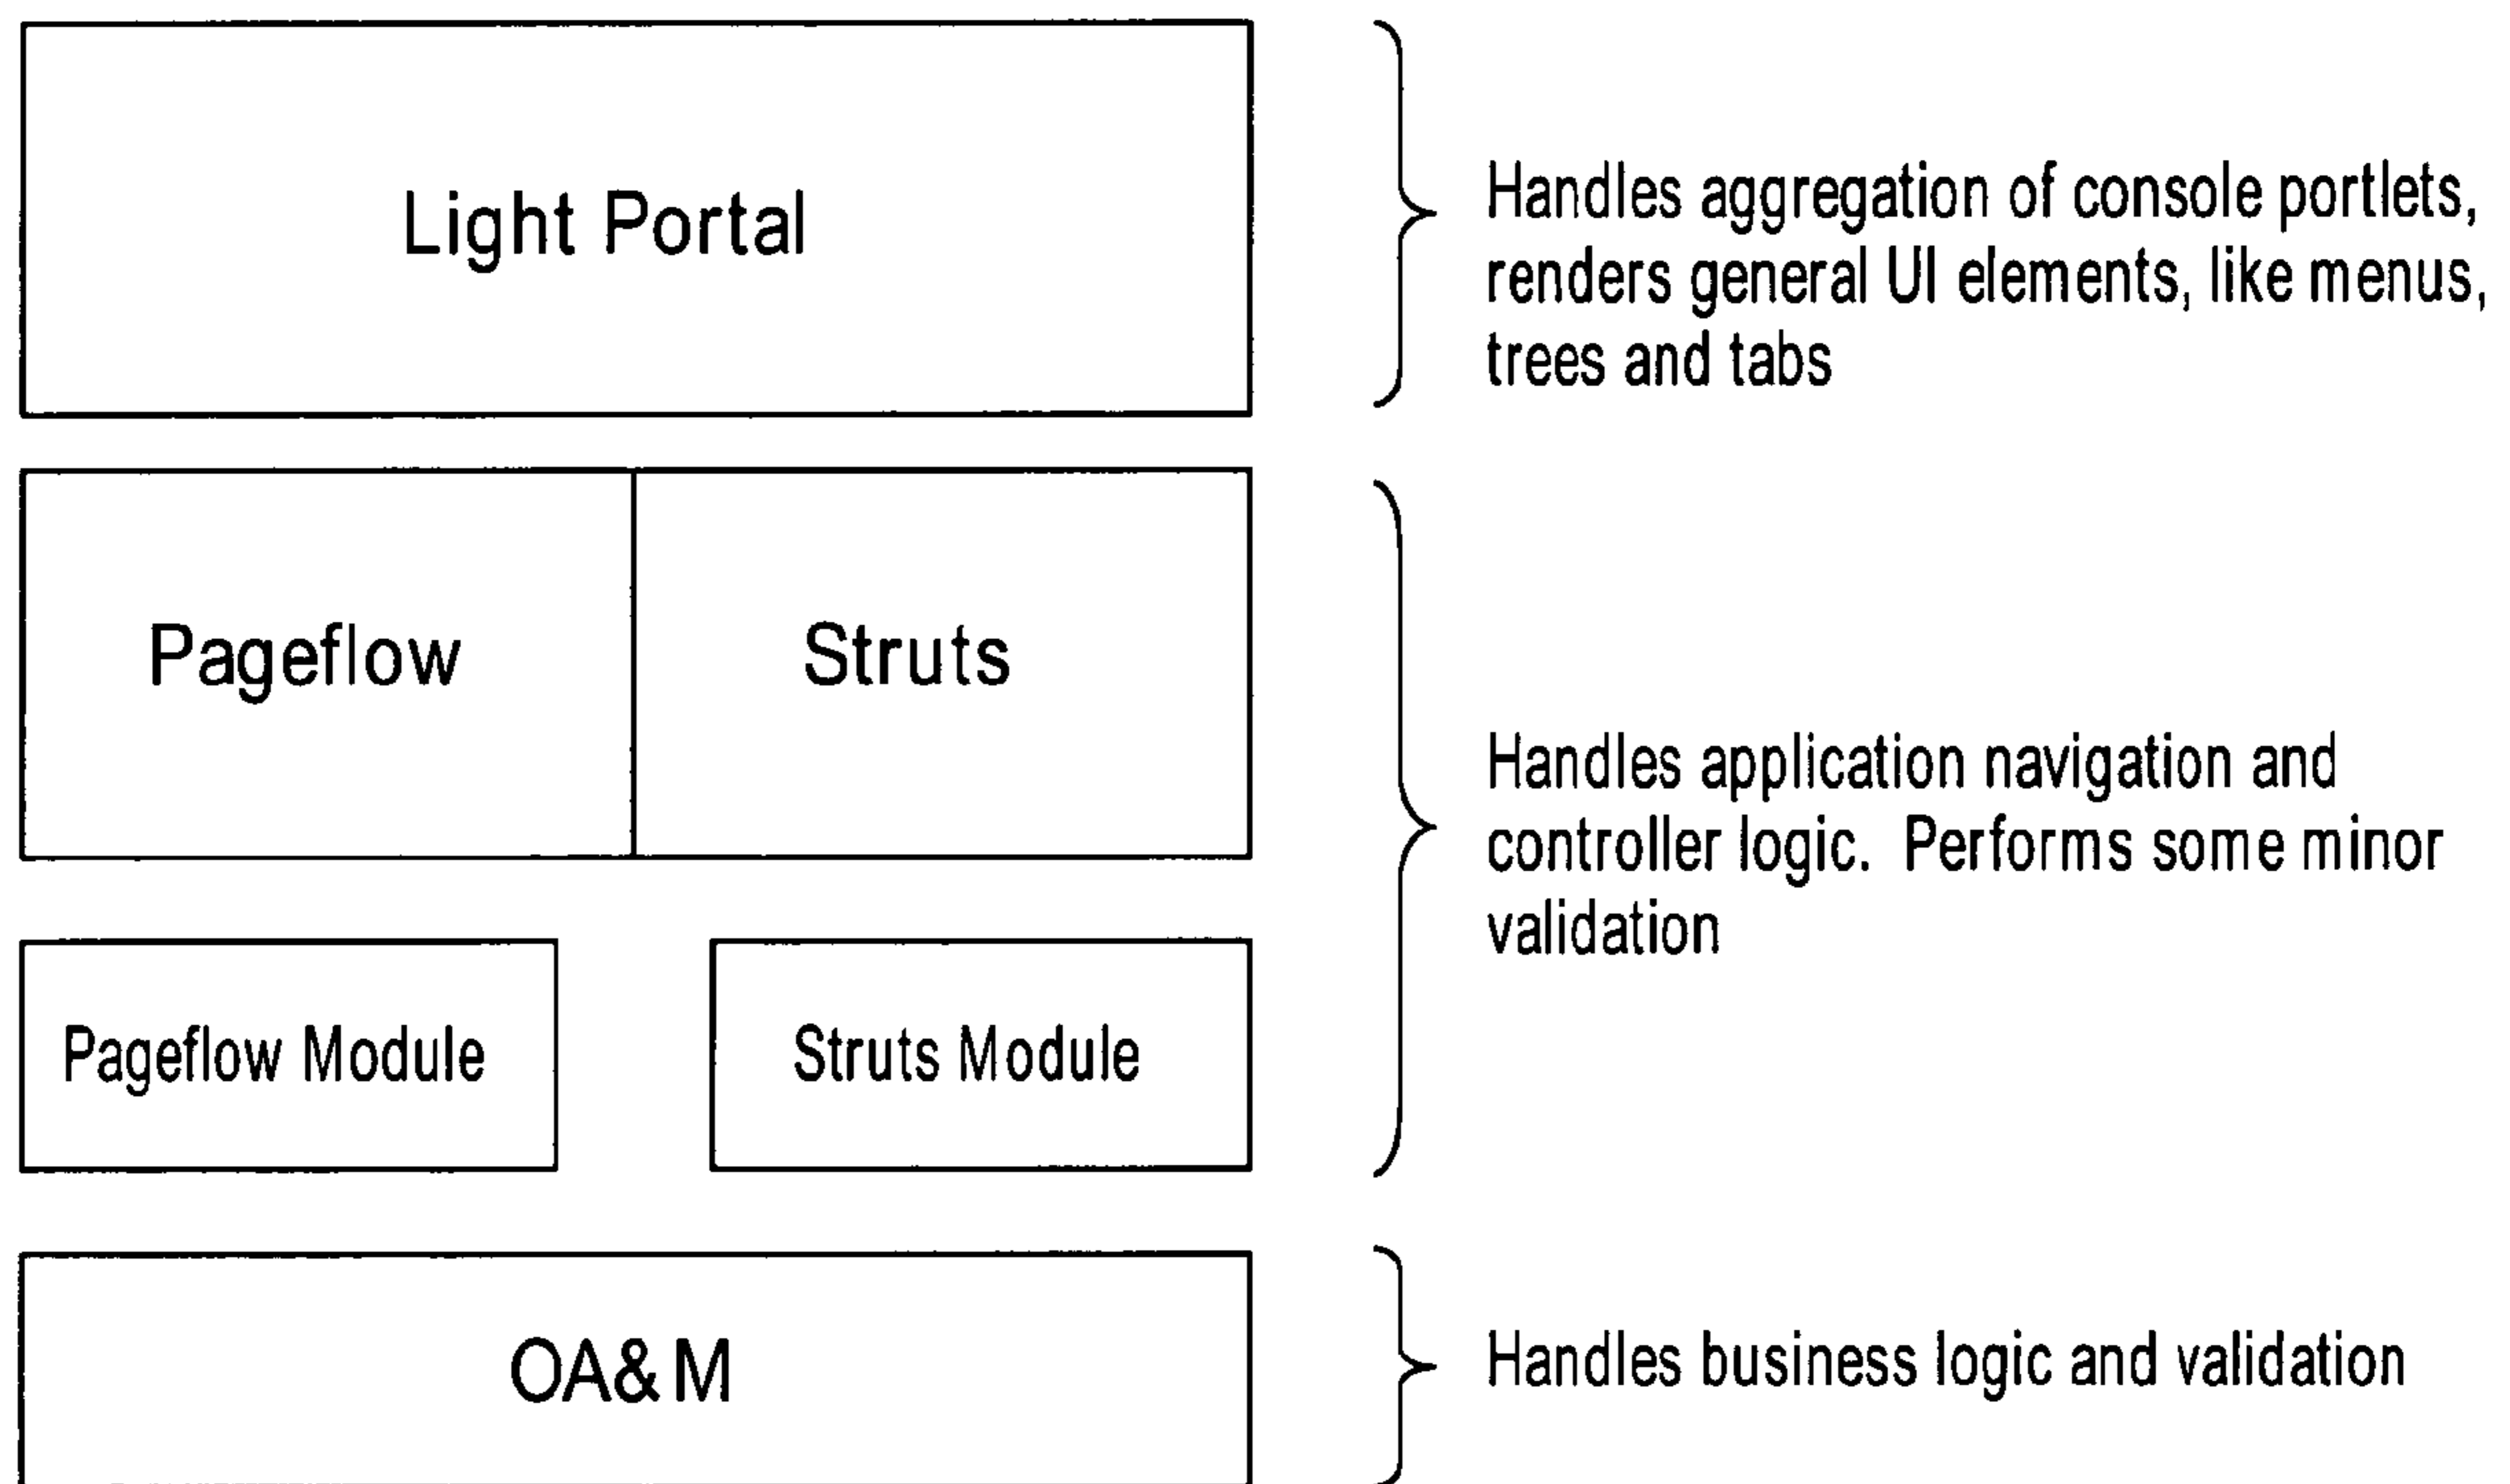 Light Portal
Handles aggregation of console portlets,
renders general UI elements, like menus,
trees and tabs
Pageflow
Struts
Handles application navigation and
controller logic. Performs some minor
validation
Pageflow Module
Struts Module
OA&M
Handles business logic and validation